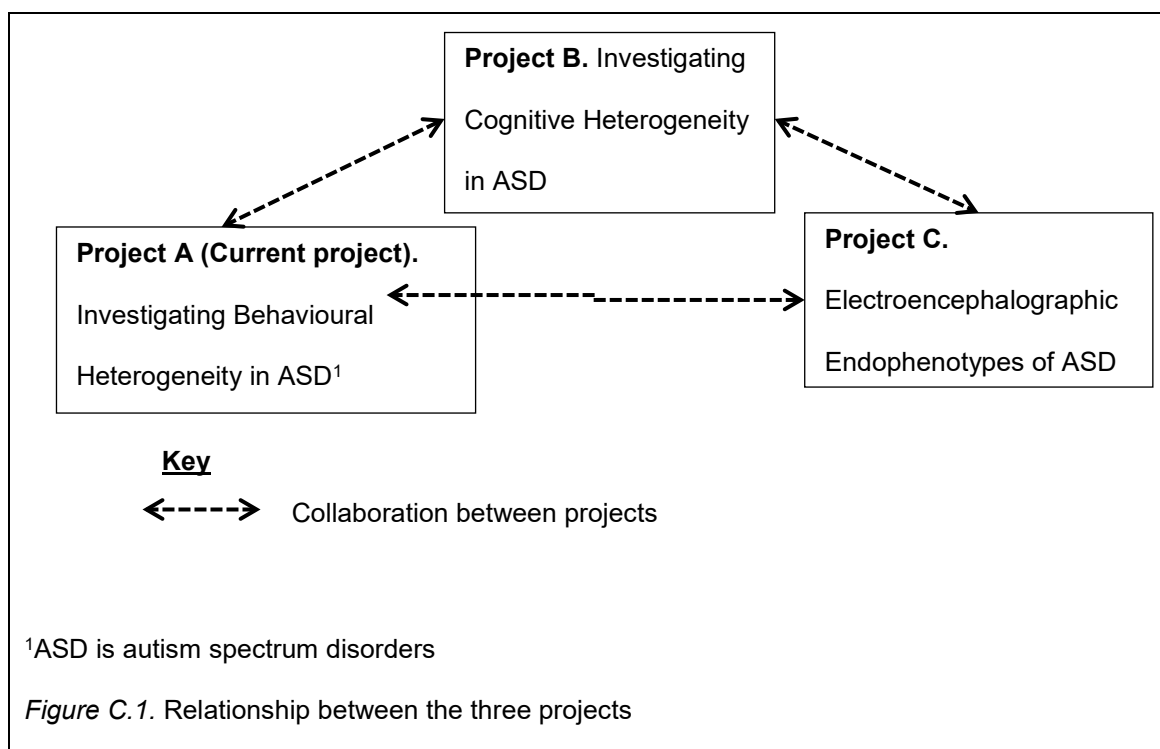 Project B. Investigating
Cognitive Heterogeneity
in ASD
Project A (Current project).
Investigating Behavioural
Heterogeneity in ASD¹
Project C.
Electroencephalographic
Endophenotypes of ASD
Key
Collaboration between projects
¹ASD is autism spectrum disorders
Figure C.1. Relationship between the three projects